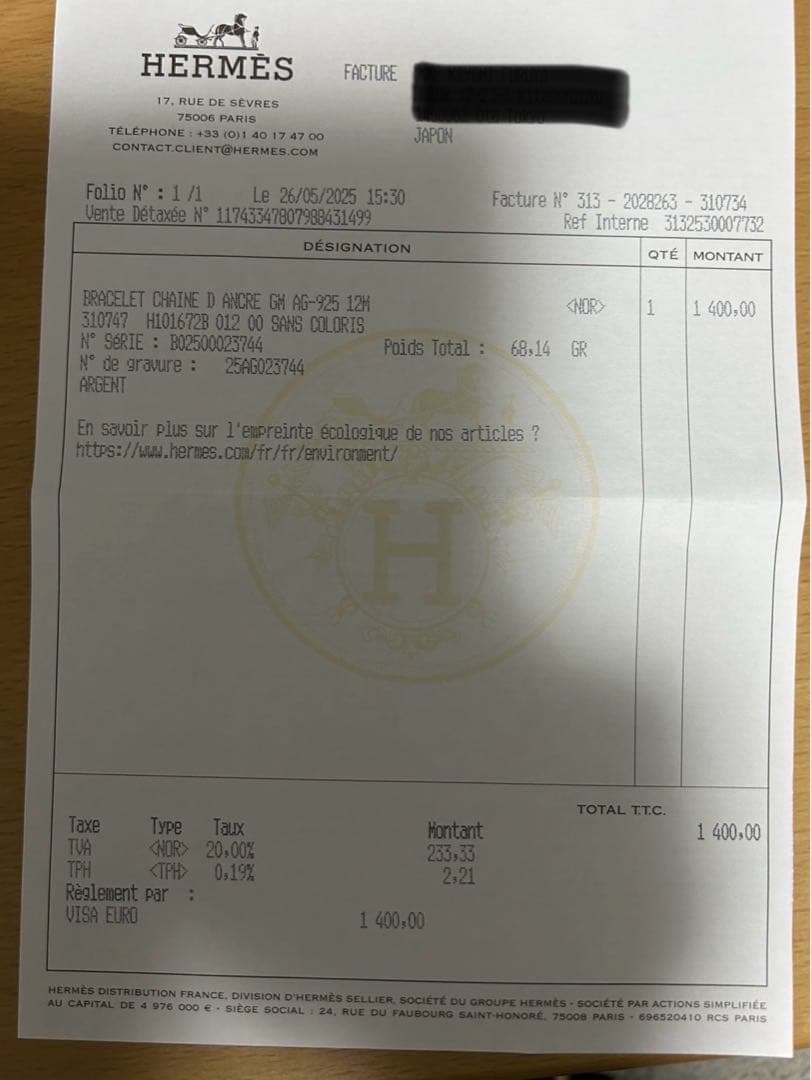 HERMÈS
17, RUE DE SÈVRES
75006 PARIS
TÉLÉPHONE : +33 (0)1 40 17 47 00
CONTACT.CLIENT@HERMES.COM
FACTURE
JAPON
Folio N° : 1 /1 Le 26/05/2025 15:30 Facture N° 313 - 2028263 - 310734
Vente Détaxée N° 11743347807988431499 Ref Interne 3132530007732
DÉSIGNATION QTÉ MONTANT
BRACELET CHAINE D ANCRE GM AG-925 12M <NOR> 1 1 400,00
310747 H101672B 012 00 SANS COLORIS
N° SéRIE : B02500023744 Poids Total : 68,14 GR
N° de gravure : 25AG023744
ARGENT
En savoir plus sur l'empreinte écologique de nos articles ?
https://www.hermes.com/fr/fr/environment/
H
TOTAL T.T.C.
Taxe Type Taux Montant 1 400,00
TVA <NOR> 20,00% 233,33
TPH <TPH> 0,19% 2,21
Règlement par :
VISA EURO 1 400,00
HERMÈS DISTRIBUTION FRANCE, DIVISION D'HERMÈS SELLIER, SOCIÉTÉ DU GROUPE HERMÈS - SOCIÉTÉ PAR ACTIONS SIMPLIFIÉE
AU CAPITAL DE 4 976 000 € - SIÈGE SOCIAL : 24, RUE DU FAUBOURG SAINT-HONORÉ, 75008 PARIS - 696520410 RCS PARIS